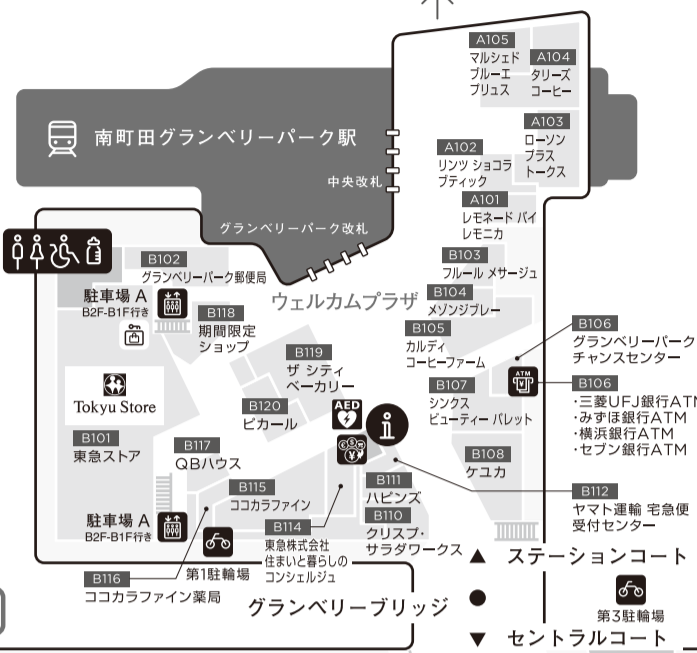 A105
マルシェド
ブルーエ
プリュス
A104
タリーズ
コーヒー
A103
ローソン
プラス
トークス
南町田グランベリーパーク駅
A102
リンツ ショコラ
ブティック
中央改札
A101
レモネード バイ
レモニカ
グランベリーパーク改札
B102
グランベリーパーク郵便局
B103
フルール メサージュ
駐車場 A
B2F-B1F行き
ウェルカムプラザ
B104
メゾンジブレー
B118
期間限定
ショップ
B105
カルディ
コーヒーファーム
B106
グランベリーパーク
チャンスセンター
B119
ザ シティ
ベーカリー
ATM
B106
・三菱UFJ銀行ATM
・みずほ銀行ATM
・横浜銀行ATM
・セブン銀行ATM
Tokyu Store
B107
シンクス
ビューティー パレット
B120
ピカール
AED
i
B101
東急ストア
B117
QBハウス
B108
ケユカ
B115
ココカラファイン
B111
ハピンズ
B112
ヤマト運輸 宅急便
受付センター
駐車場 A
B2F-B1F行き
B114
東急株式会社
住まいと暮らしの
コンシェルジュ
B110
クリスプ・
サラダワークス
▲ ステーションコート
B116
ココカラファイン薬局
第1駐輪場
グランベリーブリッジ
●
第3駐輪場
▼ セントラルコート